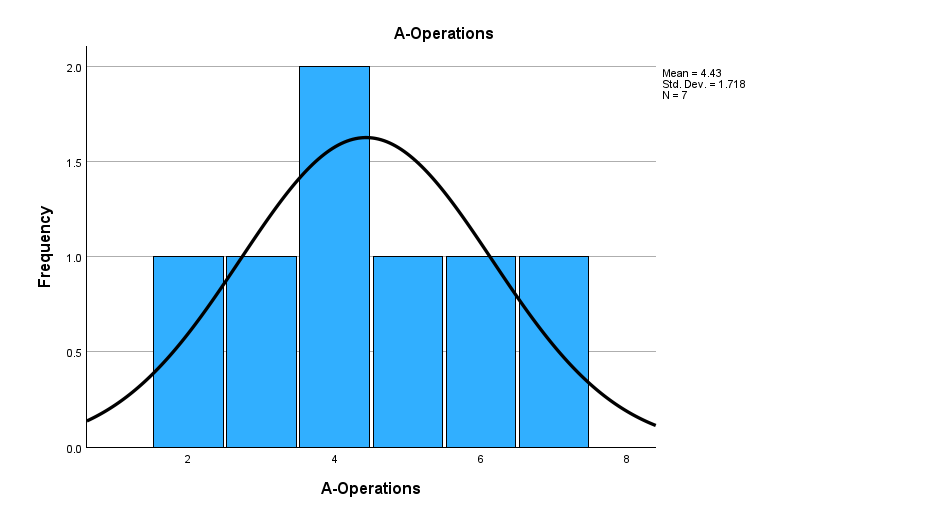 A-Operations
Mean = 4.43
Std. Dev. = 1.718
N = 7
Frequency
2.0
1.5
1.0
0.5
0.0
2 4 6 8
A-Operations